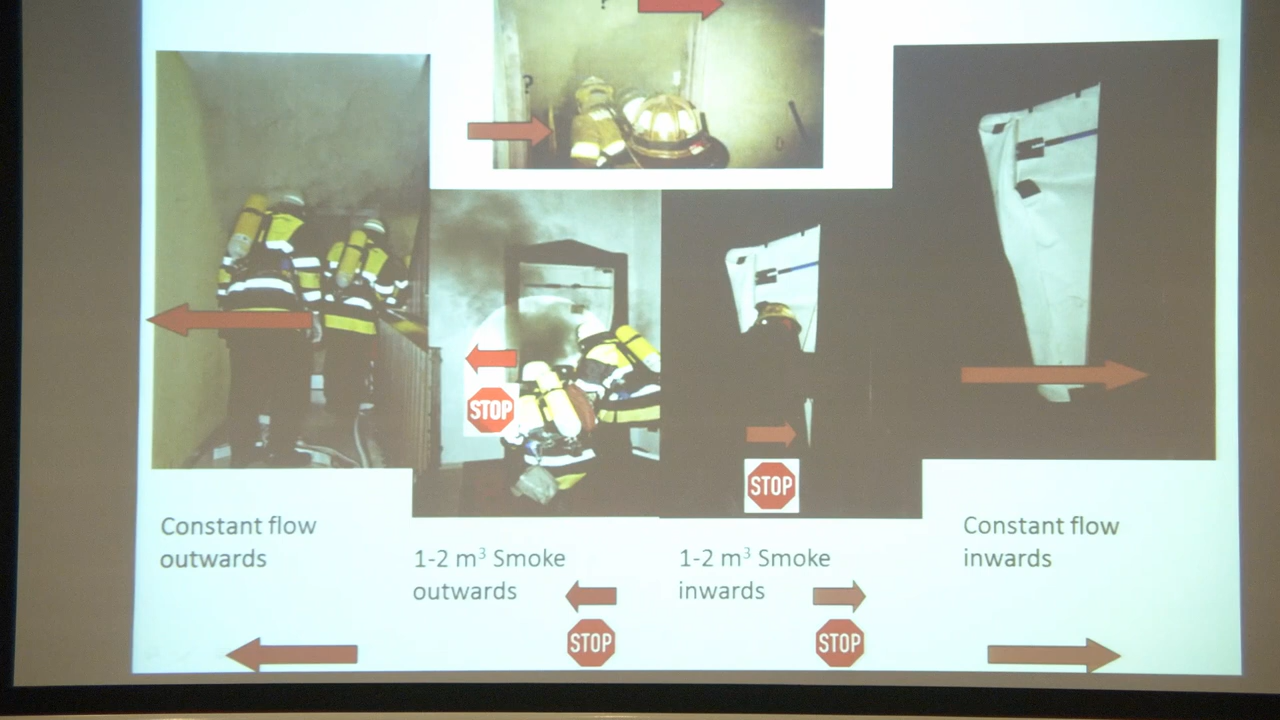 ?
?
STOP
STOP
Constant flow
outwards
1-2 m³ Smoke
outwards
1-2 m³ Smoke
inwards
Constant flow
inwards
STOP
STOP